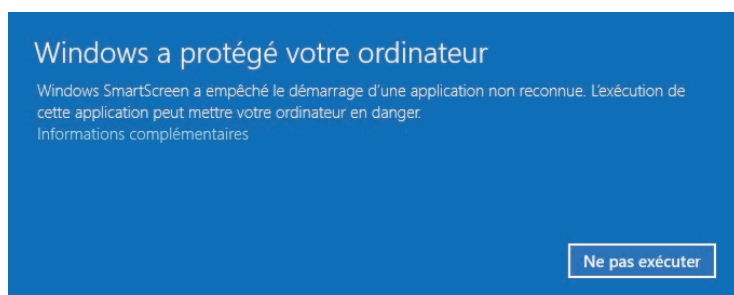 Windows a protégé votre ordinateur
Windows SmartScreen a empêché le démarrage d'une application non reconnue. L'exécution de
cette application peut mettre votre ordinateur en danger.
Informations complémentaires
Ne pas exécuter